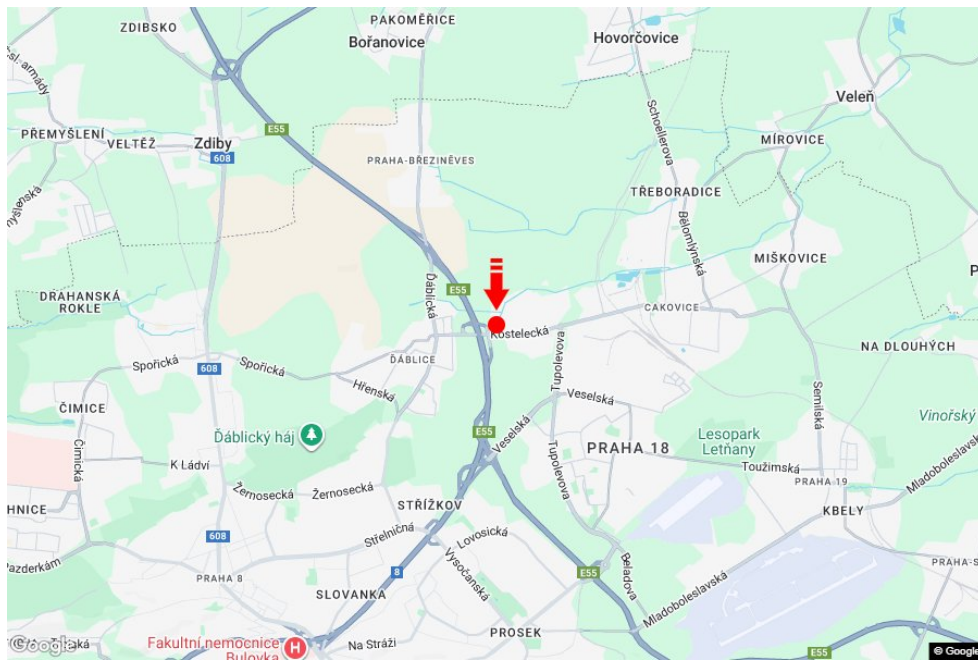 ZDIBSKO
PAKOMĚŘICE
Bořanovice
Hovorčovice
Veleň
čsl. armády
E55
Schoellerova
PŘEMYŠLENÍ
VELTĚŽ
Zdiby
608
MÍROVICE
PRAHA-BŘEZINĚVES
TŘEBORADICE
Bělomlýnská
MIŠKOVICE
Ďáblická
E55
DRAHANSKÁ
ROKLE
CAKOVICE
Kostelecká
NA DLOUHÝCH
Spořická
608
Spořická
ĎÁBLICE
Tupolevova
Hřenská
Veselská
ČIMICE
Semilská
Vinořský
Ďáblický háj
E55
Veselská
PRAHA 18
Lesopark
Letňany
Čimická
K Ládví
Tupolevova
Toužimská
PRAHA 19
Mladoboleslavská
Žernosecká
Žernosecká
HNICE
STŘÍŽKOV
KBELY
608
Střelničná
Lovosická
PRAHA 8
8
Vysočanská
E55
Beladova
PRAHA-S
SLOVANKA
Mladoboleslavská
PROSEK
Na Stráži
Fakultní nemocnice
Bulovka
H
Google
© Google